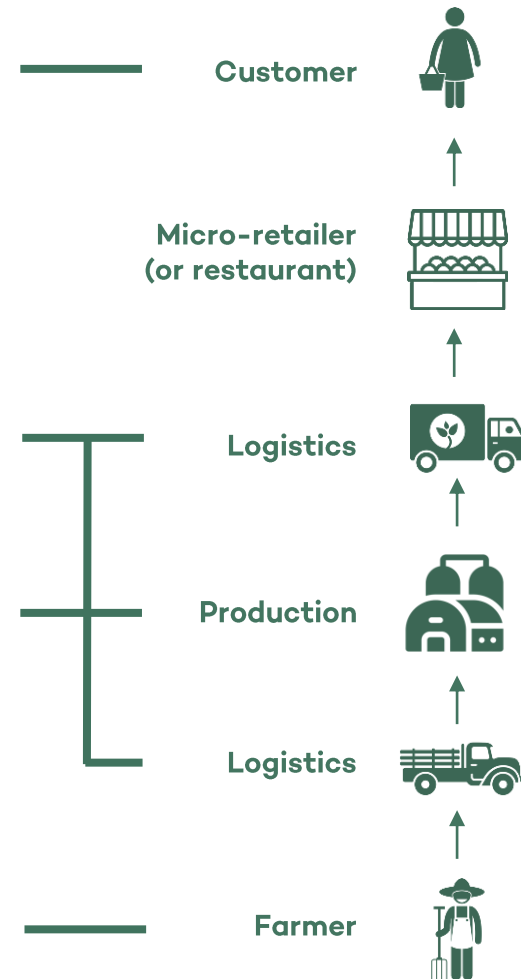 Customer
Micro-retailer
(or restaurant)
Logistics
Production
Logistics
Farmer